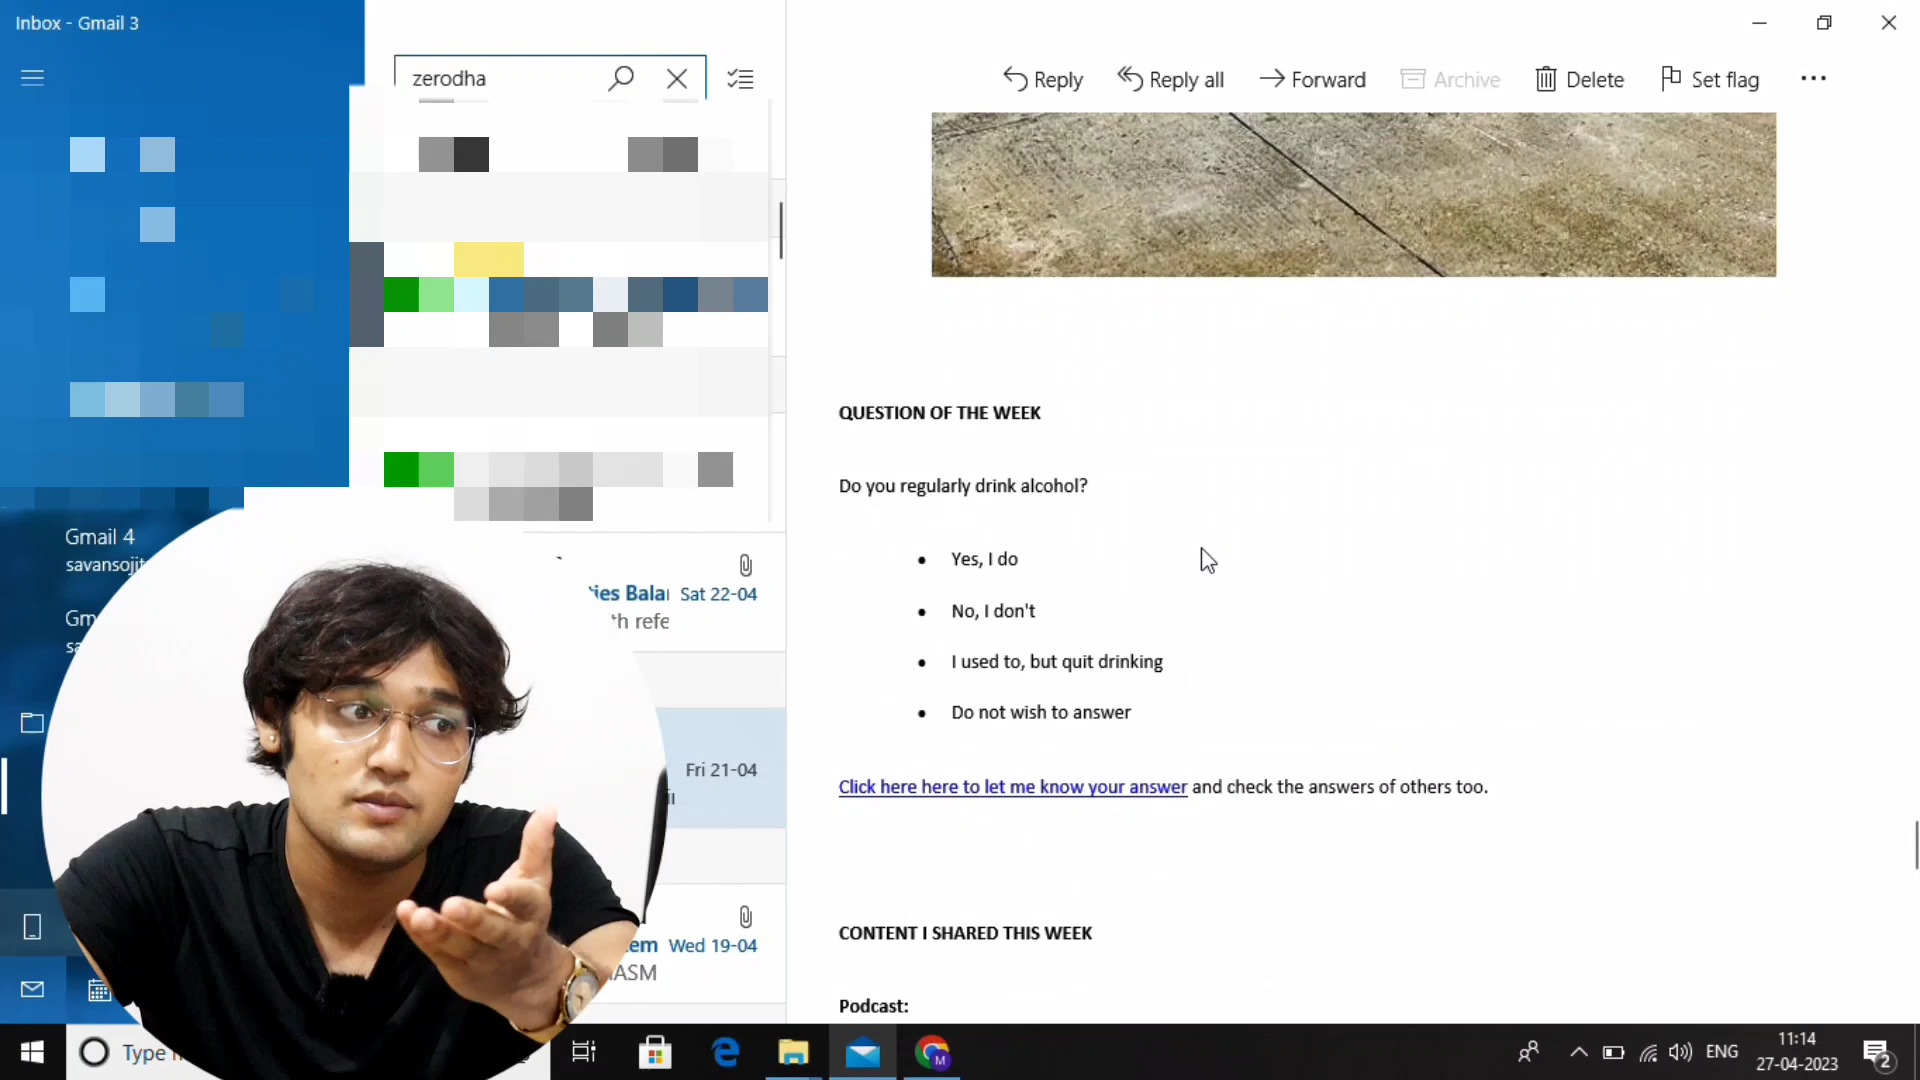 Inbox - Gmail 3
zerodha
Reply
Reply all
Forward
Archive
Delete
Set flag
QUESTION OF THE WEEK
Do you regularly drink alcohol?
Yes, I do
No, I don't
I used to, but quit drinking
Do not wish to answer
Click here here to let me know your answer and check the answers of others too.
CONTENT I SHARED THIS WEEK
Podcast:
Gmail 4
Sat 22-04
Fri 21-04
Wed 19-04
Type
ENG
11:14
27-04-2023
2